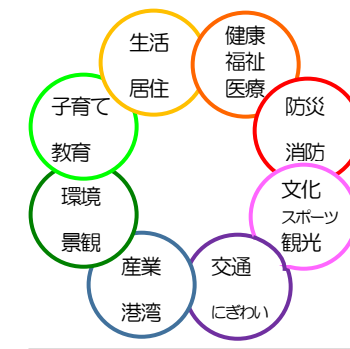 生活
居住
健康
福祉
医療
防災
消防
文化
スポーツ
観光
交通
にぎわい
産業
港湾
環境
景観
子育て
教育